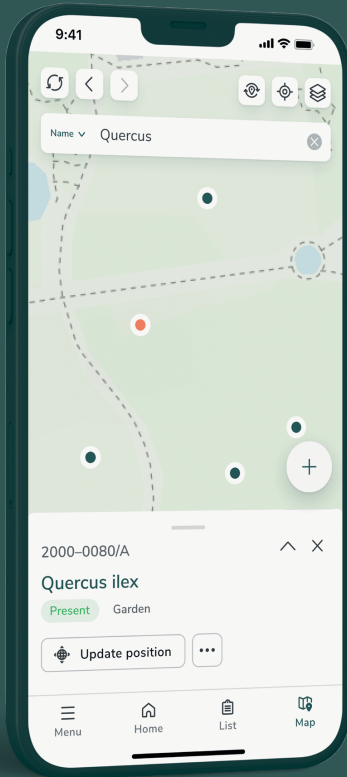 9:41
Name Quercus
2000–0080/A
Quercus ilex
Present Garden
Update position
Menu Home List Map